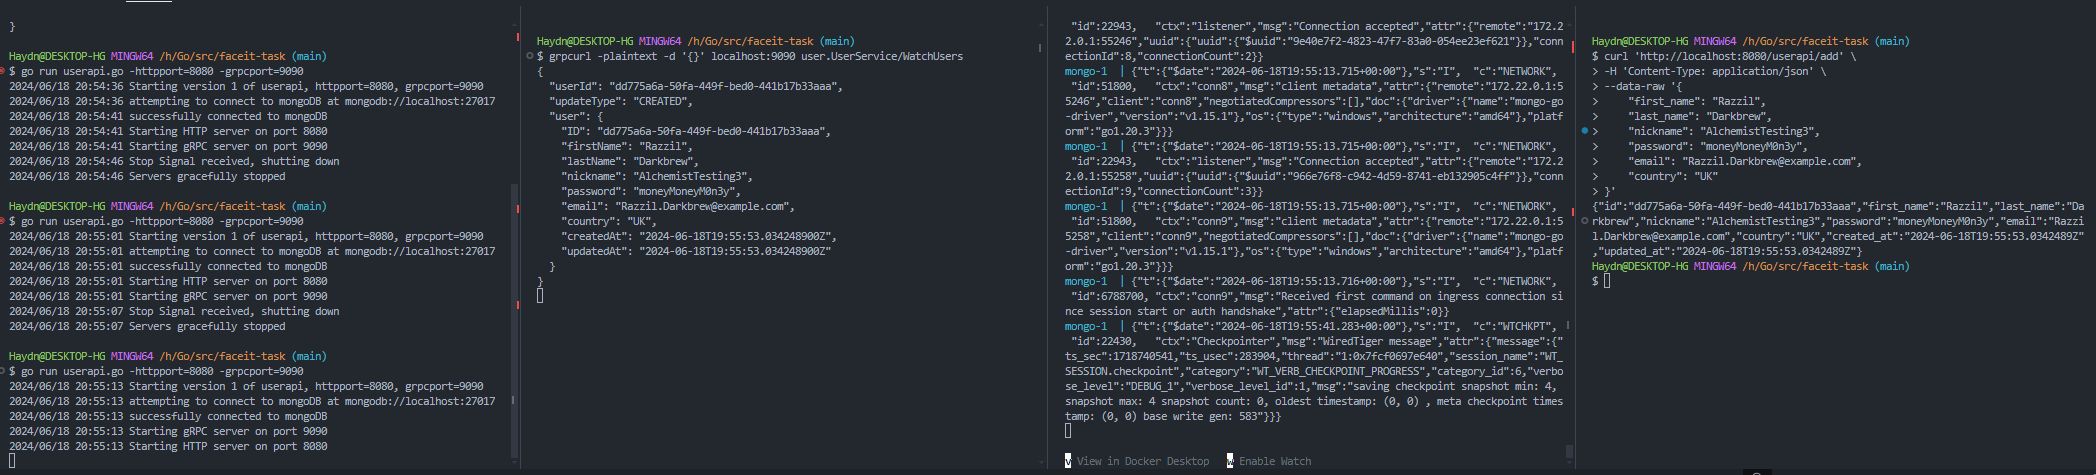 }
Haydn@DESKTOP-HG MINGW64 /h/Go/src/faceit-task (main)
$ go run userapi.go -httpport=8080 -grpcport=9090
2024/06/18 20:54:36 Starting version 1 of userapi, httpport=8080, grpcport=9090
2024/06/18 20:54:36 attempting to connect to mongoDB at mongodb://localhost:27017
2024/06/18 20:54:41 successfully connected to mongoDB
2024/06/18 20:54:41 Starting HTTP server on port 8080
2024/06/18 20:54:41 Starting gRPC server on port 9090
2024/06/18 20:54:46 Stop Signal received, shutting down
2024/06/18 20:54:46 Servers gracefully stopped
Haydn@DESKTOP-HG MINGW64 /h/Go/src/faceit-task (main)
$ go run userapi.go -httpport=8080 -grpcport=9090
2024/06/18 20:55:01 Starting version 1 of userapi, httpport=8080, grpcport=9090
2024/06/18 20:55:01 attempting to connect to mongoDB at mongodb://localhost:27017
2024/06/18 20:55:01 successfully connected to mongoDB
2024/06/18 20:55:01 Starting HTTP server on port 8080
2024/06/18 20:55:01 Starting gRPC server on port 9090
2024/06/18 20:55:07 Stop Signal received, shutting down
2024/06/18 20:55:07 Servers gracefully stopped
Haydn@DESKTOP-HG MINGW64 /h/Go/src/faceit-task (main)
$ go run userapi.go -httpport=8080 -grpcport=9090
2024/06/18 20:55:13 Starting version 1 of userapi, httpport=8080, grpcport=9090
2024/06/18 20:55:13 attempting to connect to mongoDB at mongodb://localhost:27017
2024/06/18 20:55:13 successfully connected to mongoDB
2024/06/18 20:55:13 Starting gRPC server on port 9090
2024/06/18 20:55:13 Starting HTTP server on port 8080
Haydn@DESKTOP-HG MINGW64 /h/Go/src/faceit-task (main)
$ grpcurl -plaintext -d '{}' localhost:9090 user.UserService/WatchUsers
{
"userId": "dd775a6a-50fa-449f-bed0-441b17b33aaa",
"updateType": "CREATED",
"user": {
"ID": "dd775a6a-50fa-449f-bed0-441b17b33aaa",
"firstName": "Razzil",
"lastName": "Darkbrew",
"nickname": "AlchemistTesting3",
"password": "moneyMoneyM0n3y",
"email": "Razzil.Darkbrew@example.com",
"country": "UK",
"createdAt": "2024-06-18T19:55:53.034248900Z",
"updatedAt": "2024-06-18T19:55:53.034248900Z"
}
}
"id":22943, "ctx":"listener","msg":"Connection accepted","attr":{"remote":"172.2
2.0.1:55246","uuid":{"uuid":{"$uuid":"9e40e7f2-4823-47f7-83a0-054ee23ef621"}},"conn
ectionId":8,"connectionCount":2}}
mongo-1 | {"t":{"$date":"2024-06-18T19:55:13.715+00:00"},"s":"I", "c":"NETWORK",
"id":51800, "ctx":"conn8","msg":"client metadata","attr":{"remote":"172.22.0.1:5
5246","client":"conn8","negotiatedCompressors":[],"doc":{"driver":{"name":"mongo-go
-driver","version":"v1.15.1"},"os":{"type":"windows","architecture":"amd64"},"platf
orm":"go1.20.3"}}}
mongo-1 | {"t":{"$date":"2024-06-18T19:55:13.715+00:00"},"s":"I", "c":"NETWORK",
"id":22943, "ctx":"listener","msg":"Connection accepted","attr":{"remote":"172.2
2.0.1:55258","uuid":{"uuid":{"$uuid":"966e76f8-c942-4d59-8741-eb132905c4ff"}},"conn
ectionId":9,"connectionCount":3}}
mongo-1 | {"t":{"$date":"2024-06-18T19:55:13.715+00:00"},"s":"I", "c":"NETWORK",
"id":51800, "ctx":"conn9","msg":"client metadata","attr":{"remote":"172.22.0.1:5
5258","client":"conn9","negotiatedCompressors":[],"doc":{"driver":{"name":"mongo-go
-driver","version":"v1.15.1"},"os":{"type":"windows","architecture":"amd64"},"platf
orm":"go1.20.3"}}}
mongo-1 | {"t":{"$date":"2024-06-18T19:55:13.716+00:00"},"s":"I", "c":"NETWORK",
"id":6788700, "ctx":"conn9","msg":"Received first command on ingress connection si
nce session start or auth handshake","attr":{"elapsedMillis":0}}
mongo-1 | {"t":{"$date":"2024-06-18T19:55:41.283+00:00"},"s":"I", "c":"WTCHKPT",
"id":22430, "ctx":"Checkpointer","msg":"WiredTiger message","attr":{"message":{"
ts_sec":1718740541,"ts_usec":283904,"thread":"1:0x7fcf0697e640","session_name":"WT_
SESSION.checkpoint","category":"WT_VERB_CHECKPOINT_PROGRESS","category_id":6,"verbo
se_level":"DEBUG_1","verbose_level_id":1,"msg":"saving checkpoint snapshot min: 4,
snapshot max: 4 snapshot count: 0, oldest timestamp: (0, 0) , meta checkpoint times
tamp: (0, 0) base write gen: 583"}}}
v View in Docker Desktop w Enable Watch
Haydn@DESKTOP-HG MINGW64 /h/Go/src/faceit-task (main)
$ curl 'http://localhost:8080/userapi/add' \
> -H 'Content-Type: application/json' \
> --data-raw '{
> "first_name": "Razzil",
> "last_name": "Darkbrew",
> "nickname": "AlchemistTesting3",
> "password": "moneyMoneyM0n3y",
> "email": "Razzil.Darkbrew@example.com",
> "country": "UK"
> }'
{"id":"dd775a6a-50fa-449f-bed0-441b17b33aaa","first_name":"Razzil","last_name":"Da
rkbrew","nickname":"AlchemistTesting3","password":"moneyMoneyM0n3y","email":"Razzi
l.Darkbrew@example.com","country":"UK","created_at":"2024-06-18T19:55:53.0342489Z"
,"updated_at":"2024-06-18T19:55:53.0342489Z"}
Haydn@DESKTOP-HG MINGW64 /h/Go/src/faceit-task (main)
$